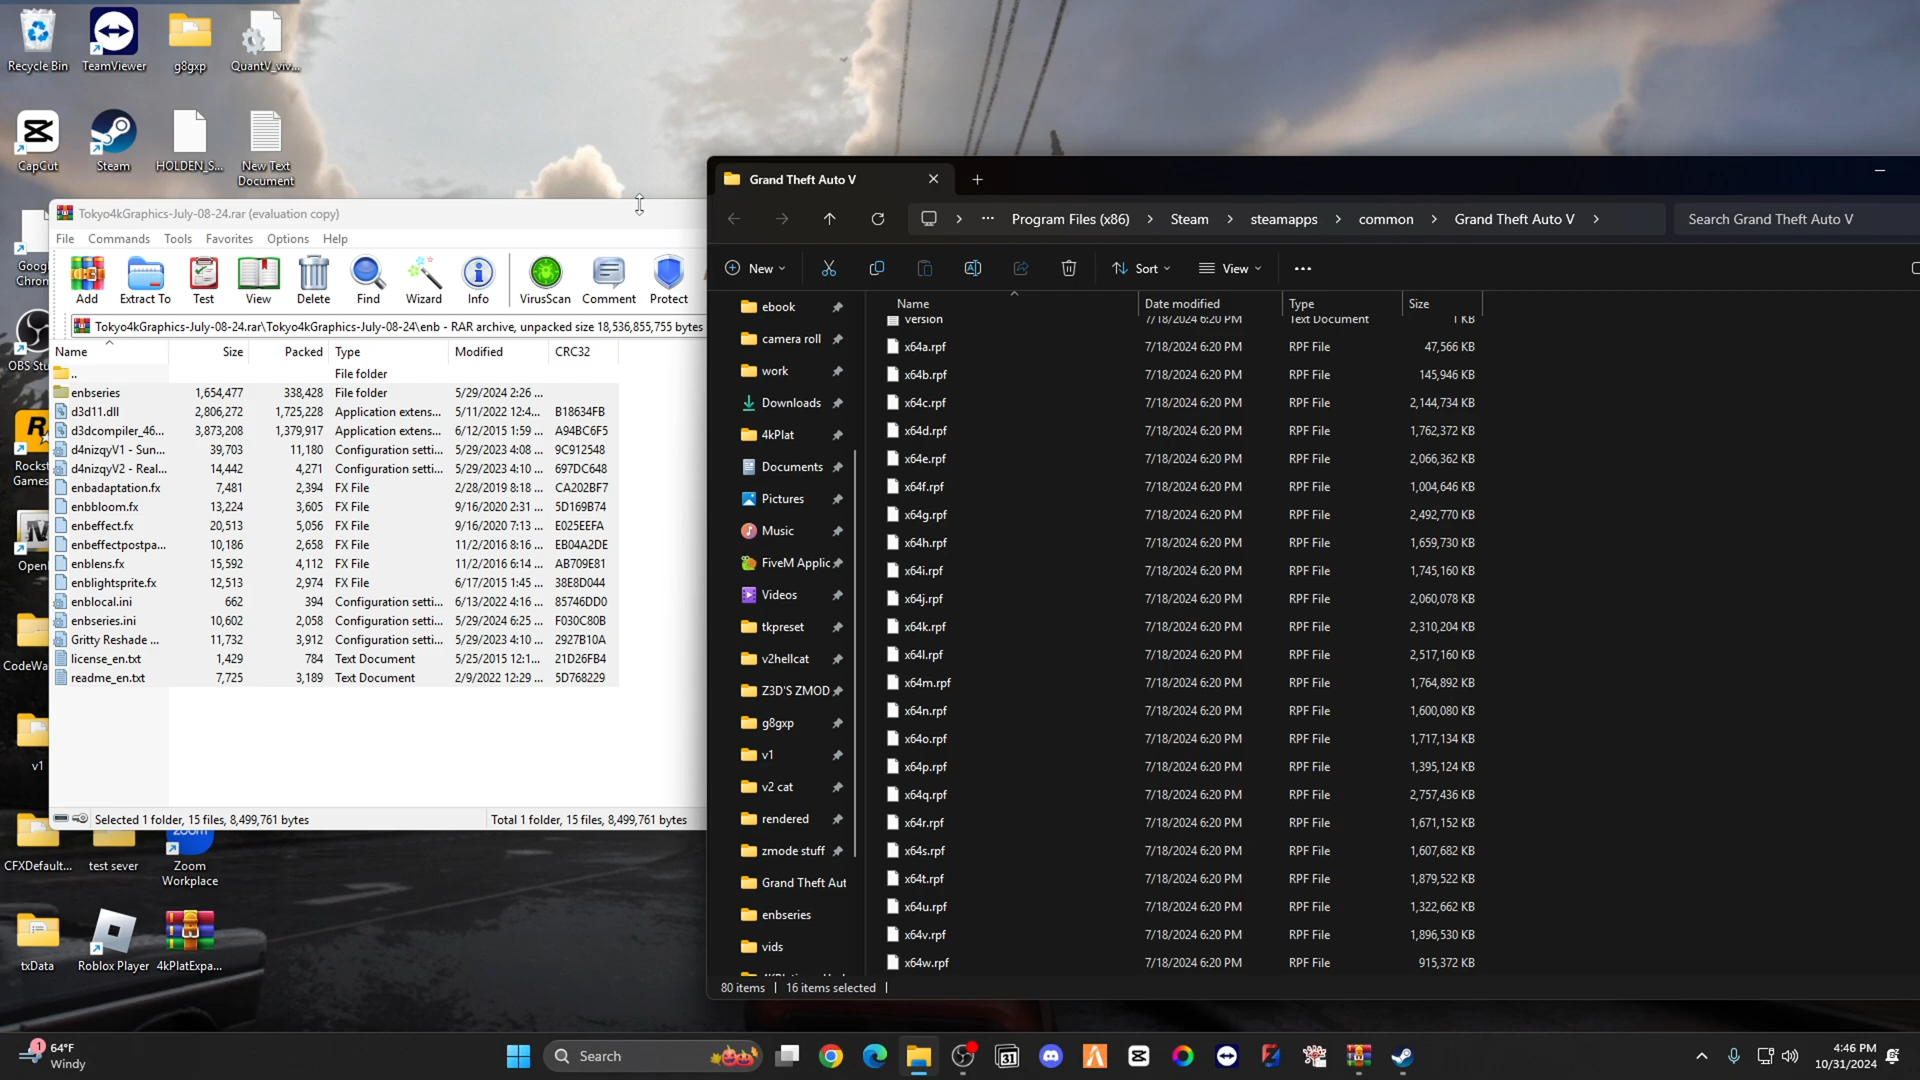 Recycle Bin
TeamViewer
g8gxp
QuantV_viv...
CapCut
Steam
HOLDEN_S...
New Text
Document
Goog
Chron
OBS Stu
Rockst
Games
Open
CodeWa
v1
CFXDefault...
test sever
Zoom
Workplace
txData
Roblox Player
4kPlatExpa...
Tokyo4kGraphics-July-08-24.rar (evaluation copy)
File Commands Tools Favorites Options Help
Add Extract To Test View Delete Find Wizard Info VirusScan Comment Protect
Tokyo4kGraphics-July-08-24.rar\Tokyo4kGraphics-July-08-24\enb - RAR archive, unpacked size 18,536,855,755 bytes
Name Size Packed Type Modified CRC32
.. File folder
enbseries 1,654,477 338,428 File folder 5/29/2024 2:26 ...
d3d11.dll 2,806,272 1,725,228 Application extens... 5/11/2022 12:4... B18634FB
d3dcompiler_46... 3,873,208 1,379,917 Application extens... 6/12/2015 1:59 ... A94BC6F5
d4nizqyV1 - Sun... 39,703 11,180 Configuration setti... 5/29/2023 4:08 ... 9C912548
d4nizqyV2 - Real... 14,442 4,271 Configuration setti... 5/29/2023 4:10 ... 697DC648
enbadaptation.fx 7,481 2,394 FX File 2/28/2019 8:18 ... CA202BF7
enbbloom.fx 13,224 3,605 FX File 9/16/2020 2:31 ... 5D169B74
enbeffect.fx 20,513 5,056 FX File 9/16/2020 7:13 ... E025EEFA
enbeffectpostpa... 10,186 2,658 FX File 11/2/2016 8:16 ... EB04A2DE
enblens.fx 15,592 4,112 FX File 11/2/2016 6:14 ... AB709E81
enblightsprite.fx 12,513 2,974 FX File 6/17/2015 1:45 ... 38E8D044
enblocal.ini 662 394 Configuration setti... 6/13/2022 4:16 ... 85746DD0
enbseries.ini 10,602 2,058 Configuration setti... 5/29/2024 6:25 ... F030C80B
Gritty Reshade ... 11,732 3,912 Configuration setti... 5/29/2023 4:10 ... 2927B10A
license_en.txt 1,429 784 Text Document 5/25/2015 12:1... 21D26FB4
readme_en.txt 7,725 3,189 Text Document 2/9/2022 12:29 ... 5D768229
Selected 1 folder, 15 files, 8,499,761 bytes Total 1 folder, 15 files, 8,499,761 bytes
Grand Theft Auto V
... Program Files (x86) Steam steamapps common Grand Theft Auto V Search Grand Theft Auto V
New Sort View ...
ebook
camera roll
work
Downloads
4kPlat
Documents
Pictures
Music
FiveM Applic
Videos
tkpreset
v2hellcat
Z3D'S ZMOD
g8gxp
v1
v2 cat
rendered
zmode stuff
Grand Theft Aut
enbseries
vids
Name Date modified Type Size
version 7/18/2024 6:20 PM Text Document 1 KB
x64a.rpf 7/18/2024 6:20 PM RPF File 47,566 KB
x64b.rpf 7/18/2024 6:20 PM RPF File 145,946 KB
x64c.rpf 7/18/2024 6:20 PM RPF File 2,144,734 KB
x64d.rpf 7/18/2024 6:20 PM RPF File 1,762,372 KB
x64e.rpf 7/18/2024 6:20 PM RPF File 2,066,362 KB
x64f.rpf 7/18/2024 6:20 PM RPF File 1,004,646 KB
x64g.rpf 7/18/2024 6:20 PM RPF File 2,492,770 KB
x64h.rpf 7/18/2024 6:20 PM RPF File 1,659,730 KB
x64i.rpf 7/18/2024 6:20 PM RPF File 1,745,160 KB
x64j.rpf 7/18/2024 6:20 PM RPF File 2,060,078 KB
x64k.rpf 7/18/2024 6:20 PM RPF File 2,310,204 KB
x64l.rpf 7/18/2024 6:20 PM RPF File 2,517,160 KB
x64m.rpf 7/18/2024 6:20 PM RPF File 1,764,892 KB
x64n.rpf 7/18/2024 6:20 PM RPF File 1,600,080 KB
x64o.rpf 7/18/2024 6:20 PM RPF File 1,717,134 KB
x64p.rpf 7/18/2024 6:20 PM RPF File 1,395,124 KB
x64q.rpf 7/18/2024 6:20 PM RPF File 2,757,436 KB
x64r.rpf 7/18/2024 6:20 PM RPF File 1,671,152 KB
x64s.rpf 7/18/2024 6:20 PM RPF File 1,607,682 KB
x64t.rpf 7/18/2024 6:20 PM RPF File 1,879,522 KB
x64u.rpf 7/18/2024 6:20 PM RPF File 1,322,662 KB
x64v.rpf 7/18/2024 6:20 PM RPF File 1,896,530 KB
x64w.rpf 7/18/2024 6:20 PM RPF File 915,372 KB
80 items 16 items selected
1 64°F
Windy
Search
31
4:46 PM
10/31/2024